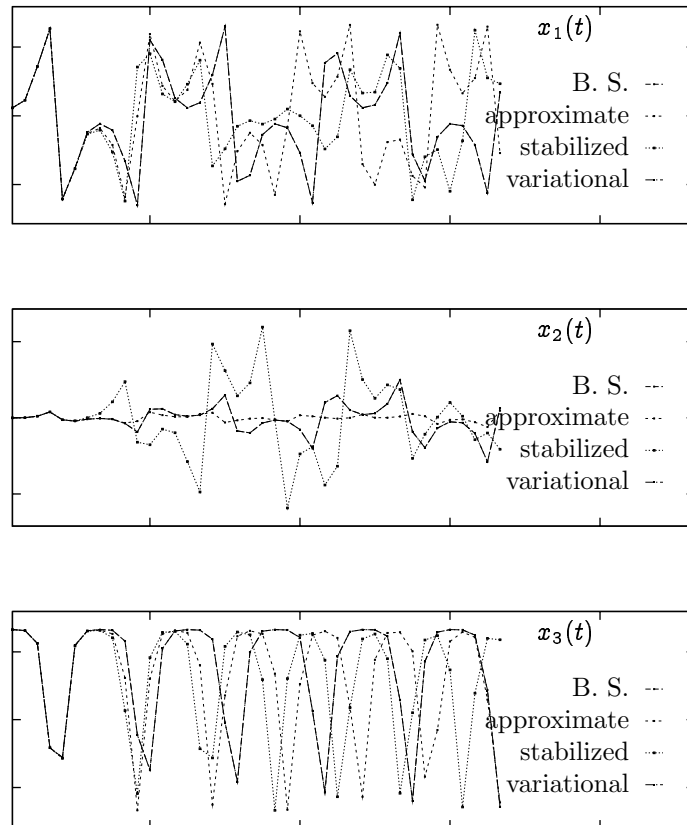 x₁(t)
B. S.
approximate
stabilized
variational
x₂(t)
B. S.
approximate
stabilized
variational
x₃(t)
B. S.
approximate
stabilized
variational